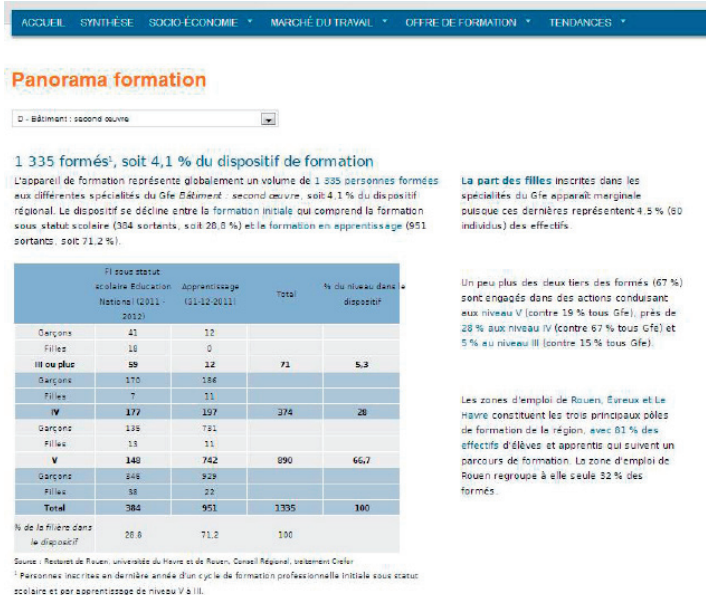 ACCUEIL SYNTHÈSE SOCIO-ÉCONOMIE MARCHÉ DU TRAVAIL OFFRE DE FORMATION TENDANCES
Panorama formation
D - Bâtiment : second œuvre
1 335 formés¹, soit 4,1 % du dispositif de formation
L'appareil de formation représente globalement un volume de 1 335 personnes formées
aux différentes spécialités du Gfe Bâtiment : second œuvre, soit 4,1 % du dispositif
régional. Le dispositif se décline entre la formation initiale qui comprend la formation
sous statut scolaire (384 sortants, soit 28,8 %) et la formation en apprentissage (951
sortants, soit 71,2 %).
FI sous statut
scolaire Education
National (2011 -
2012)
Apprentissage
(31-12-2011)
Total
% du niveau dans le
dispositif
Garçons 41 12
Filles 18 0
III ou plus 59 12 71 5,3
Garçons 170 186
Filles 7 11
IV 177 197 374 28
Garçons 135 731
Filles 13 11
V 148 742 890 66,7
Garçons 346 929
Filles 38 22
Total 384 951 1335 100
% de la filière dans
le dispositif
28,8 71,2 100
Source : Rectorat de Rouen, université du Havre et de Rouen, Conseil Régional, traitement Crefor
¹ Personnes inscrites en dernière année d'un cycle de formation professionnelle initiale sous statut
scolaire et par apprentissage de niveau V à III.
La part des filles inscrites dans les
spécialités du Gfe apparaît marginale
puisque ces dernières représentent 4,5 % (60
individus) des effectifs.
Un peu plus des deux tiers des formés (67 %)
sont engagés dans des actions conduisant
aux niveau V (contre 19 % tous Gfe), près de
28 % aux niveau IV (contre 67 % tous Gfe) et
5 % au niveau III (contre 15 % tous Gfe).
Les zones d'emploi de Rouen, Évreux et Le
Havre constituent les trois principaux pôles
de formation de la région, avec 81 % des
effectifs d'élèves et apprentis qui suivent un
parcours de formation. La zone d'emploi de
Rouen regroupe à elle seule 32 % des
formés.